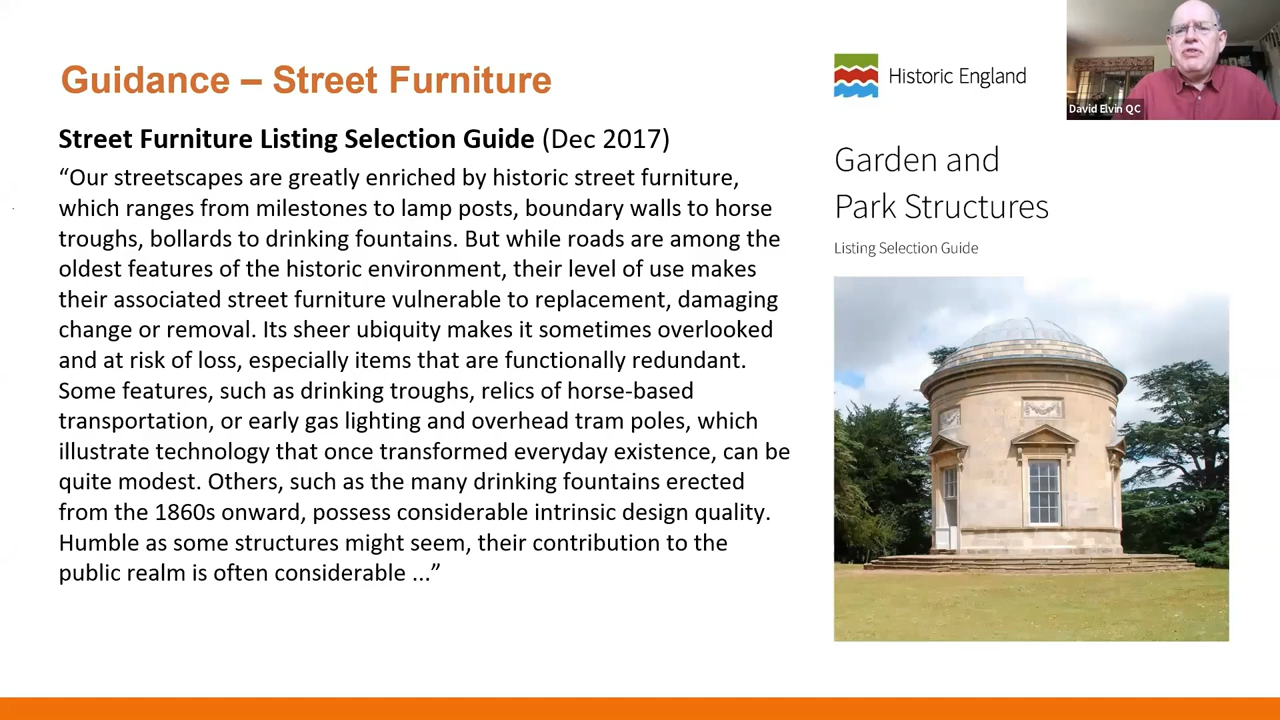 Guidance – Street Furniture
Street Furniture Listing Selection Guide (Dec 2017)
“Our streetscapes are greatly enriched by historic street furniture,
which ranges from milestones to lamp posts, boundary walls to horse
troughs, bollards to drinking fountains. But while roads are among the
oldest features of the historic environment, their level of use makes
their associated street furniture vulnerable to replacement, damaging
change or removal. Its sheer ubiquity makes it sometimes overlooked
and at risk of loss, especially items that are functionally redundant.
Some features, such as drinking troughs, relics of horse-based
transportation, or early gas lighting and overhead tram poles, which
illustrate technology that once transformed everyday existence, can be
quite modest. Others, such as the many drinking fountains erected
from the 1860s onward, possess considerable intrinsic design quality.
Humble as some structures might seem, their contribution to the
public realm is often considerable ...”
Historic England
Garden and
Park Structures
Listing Selection Guide
David Elvin QC